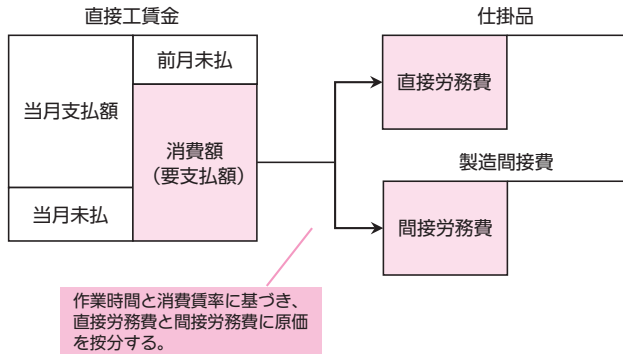 直接工賃金
仕掛品
前月未払
当月支払額
直接労務費
消費額
（要支払額）
製造間接費
当月未払
間接労務費
作業時間と消費賃率に基づき、
直接労務費と間接労務費に原価
を按分する。